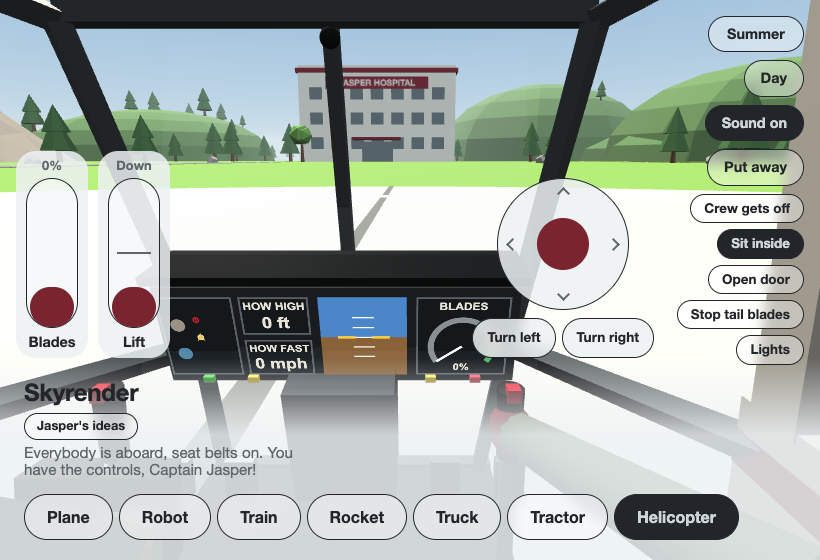 Summer
Day
Sound on
Put away
Crew gets off
Sit inside
Open door
Stop tail blades
Lights
ASPER HOSPITAL
0%
Down
Blades
Lift
HOW HIGH
0 ft
HOW FAST
0 mph
BLADES
0%
Turn left
Turn right
Skyrender
Jasper's ideas
Everybody is aboard, seat belts on. You
have the controls, Captain Jasper!
Plane
Robot
Train
Rocket
Truck
Tractor
Helicopter